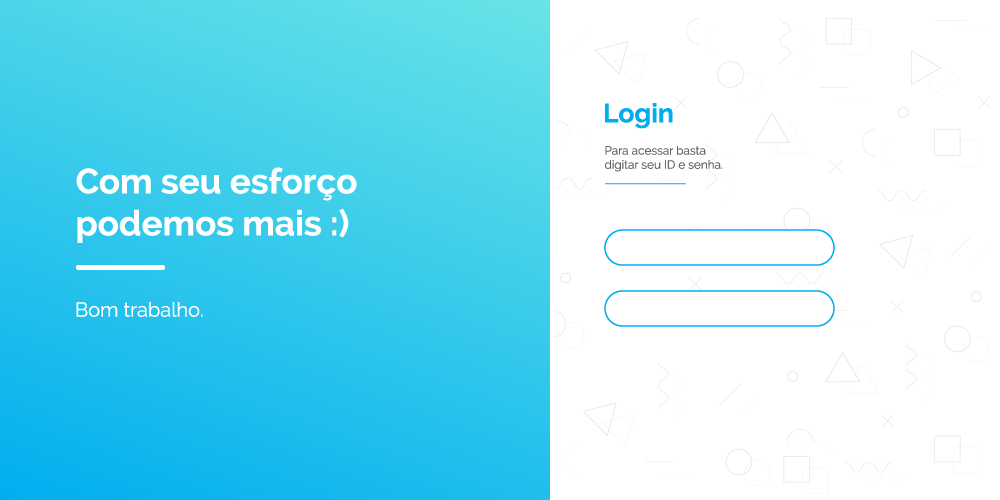 Com seu esforço
podemos mais :)
Bom trabalho.
Login
Para acessar basta
digitar seu ID e senha.